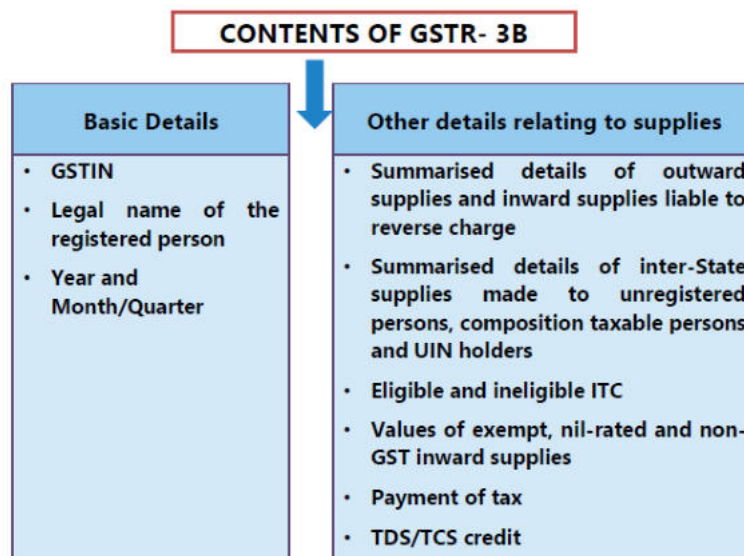 CONTENTS OF GSTR- 3B
Basic Details
• GSTIN
• Legal name of the
registered person
• Year and
Month/Quarter
Other details relating to supplies
• Summarised details of outward
supplies and inward supplies liable to
reverse charge
• Summarised details of inter-State
supplies made to unregistered
persons, composition taxable persons
and UIN holders
• Eligible and ineligible ITC
• Values of exempt, nil-rated and non-
GST inward supplies
• Payment of tax
• TDS/TCS credit